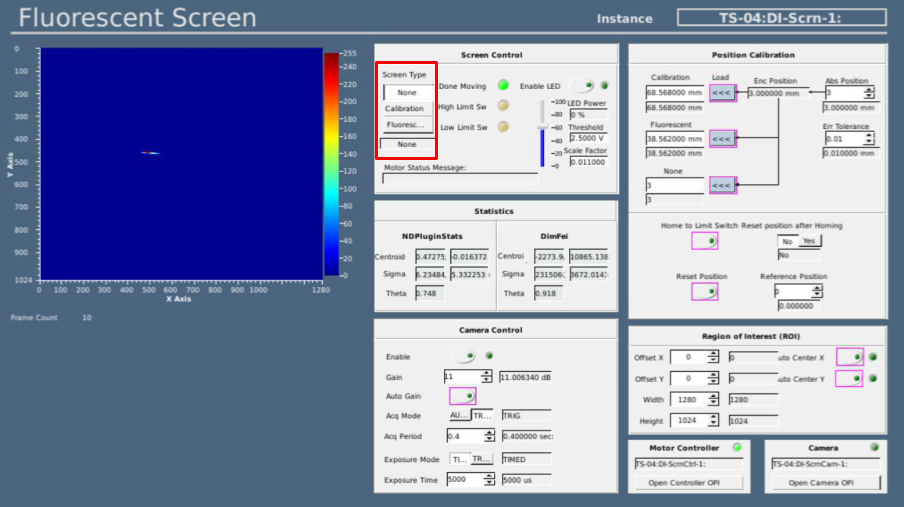 Fluorescent Screen
Instance
TS-04:DI-Scrn-1:
0
100
200
300
400
500
600
700
800
900
1024
Y Axis
0 100 200 300 400 500 600 700 800 900 1000 1280
X Axis
255
240
220
200
180
160
140
120
100
80
60
40
20
0
Frame Count 10
Screen Control
Screen Type
None
Calibration
Fluoresc...
None
Done Moving
High Limit Sw
Low Limit Sw
Enable LED
100
80
60
40
20
0
LED Power
0 %
Threshold
2.5000 V
Scale Factor
0.011000
Motor Status Message:
Statistics
NDPluginStats
Centroid 0.47275; -0.016372
Sigma 6.23484, 5.332253
Theta 0.748
DimFei
Centroi -2273.9, 10865.138
Sigma 231506; 3672.0143
Theta 0.918
Camera Control
Enable
Gain 11 11.006340 dB
Auto Gain
Acq Mode AU... TR... TRIG
Acq Period 0.4 0.400000 sec
Exposure Mode TI... TR... TIMED
Exposure Time 5000 5000 us
Position Calibration
Calibration Load Enc Position Abs Position
68.568000 mm <<< 3.000000 mm 3
68.568000 mm 3.000000 mm
Fluorescent Err Tolerance
38.562000 mm <<< 0.01
38.562000 mm 0.010000 mm
None
3 <<<
3
Home to Limit Switch Reset position after Homing
No Yes
No
Reset Position Reference Position
0
0.000000
Region of Interest (ROI)
Offset X 0 0 uto Center X
Offset Y 0 0 uto Center Y
Width 1280 1280
Height 1024 1024
Motor Controller
TS-04:DI-ScrnCtrl-1:
Open Controller OPI
Camera
TS-04:DI-ScrnCam-1:
Open Camera OPI